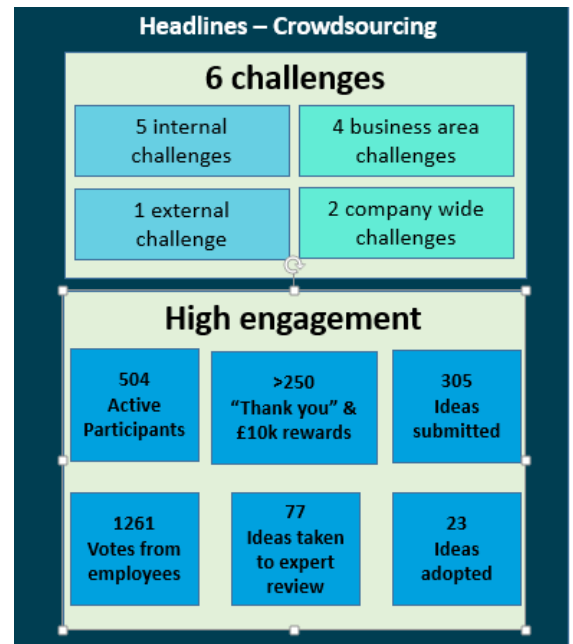 Headlines – Crowdsourcing
6 challenges
5 internal
challenges
4 business area
challenges
1 external
challenge
2 company wide
challenges
High engagement
504
Active
Participants
>250
“Thank you” &
£10k rewards
305
Ideas
submitted
1261
Votes from
employees
77
Ideas taken
to expert
review
23
Ideas
adopted